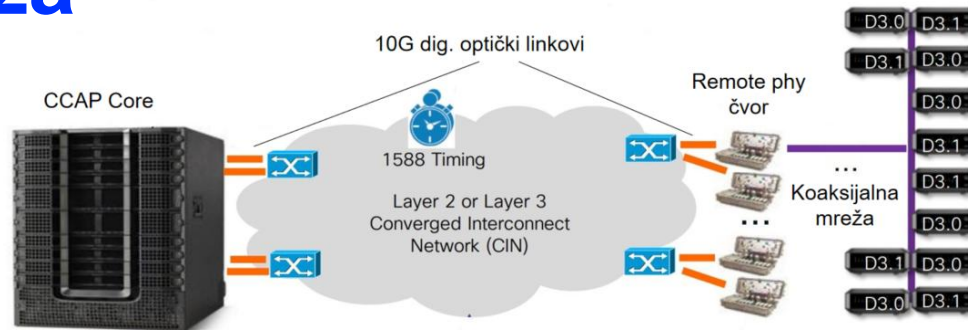 za
10G dig. optički linkovi
CCAP Core
1588 Timing
Layer 2 or Layer 3
Converged Interconnect
Network (CIN)
Remote phy
čvor
...
...
Koaksijalna
mreža
D3.0 D3.1
D3.1 D3.0
D3.0
D3.1
D3.1
D3.0
D3.1 D3.0
D3.0 D3.1